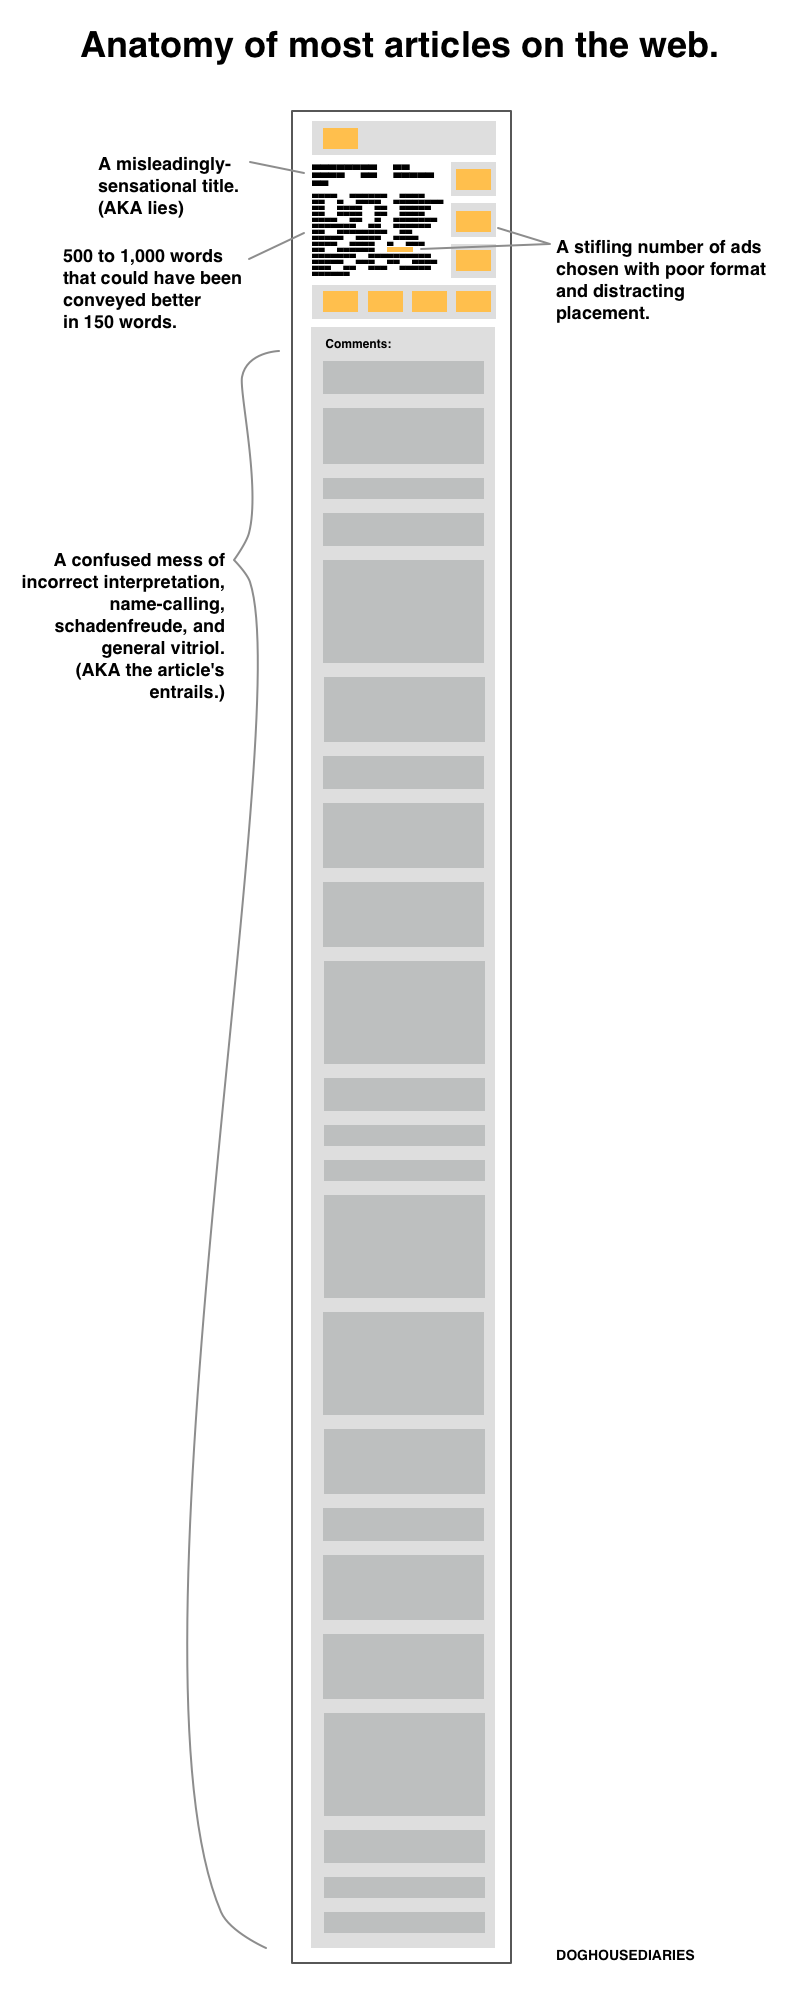 Anatomy of most articles on the web.
A misleadingly-
sensational title.
(AKA lies)
500 to 1,000 words
that could have been
conveyed better
in 150 words.
A stifling number of ads
chosen with poor format
and distracting
placement.
Comments:
A confused mess of
incorrect interpretation,
name-calling,
schadenfreude, and
general vitriol.
(AKA the article's
entrails.)
DOGHOUSEDIARIES